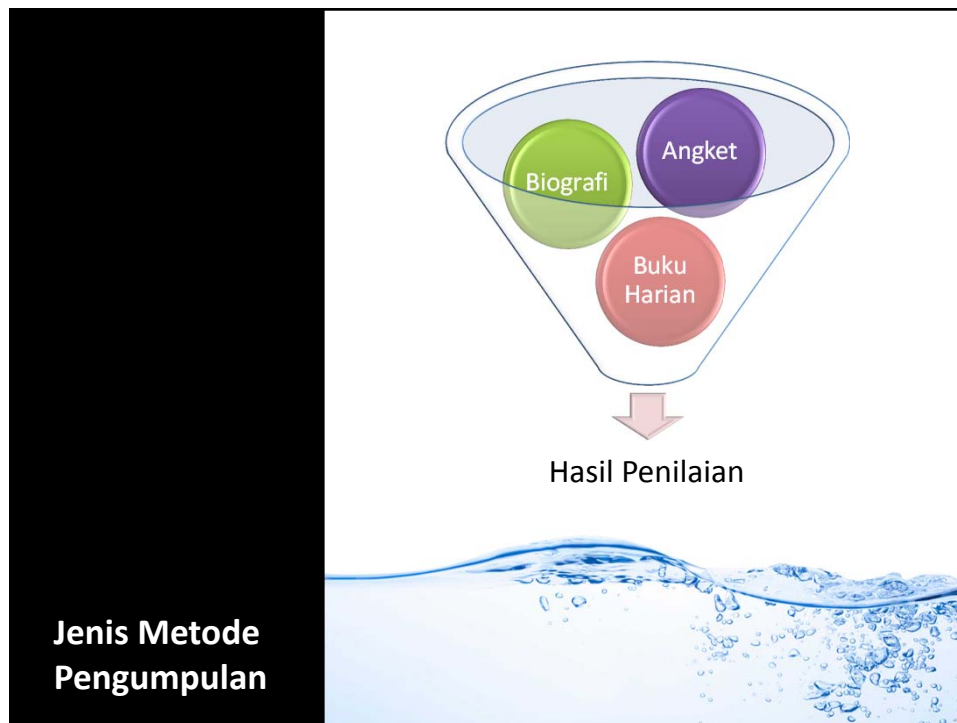 Angket
Biografi
Buku
Harian
Hasil Penilaian
Jenis Metode
Pengumpulan